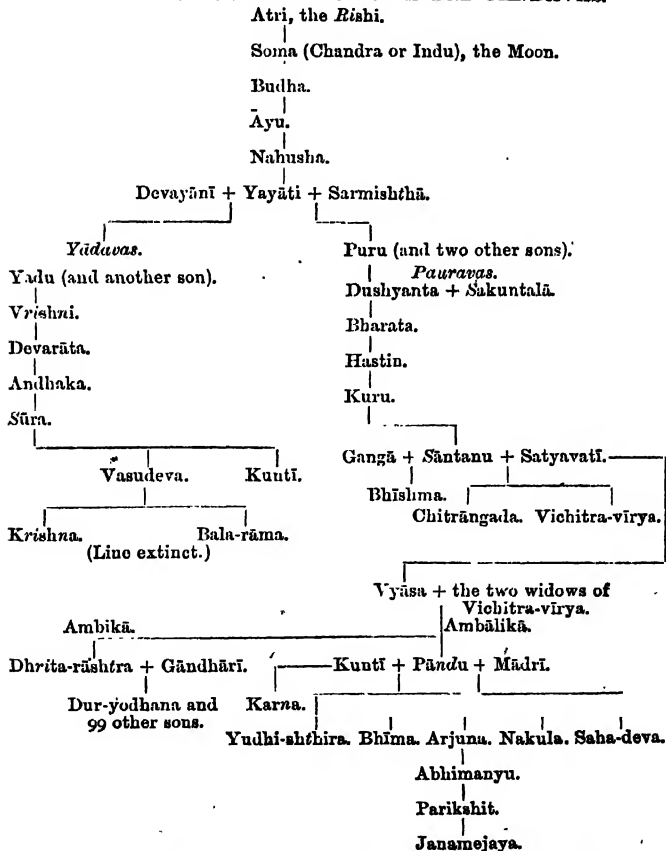 Atri, the Rishi.
Soma (Chandra or Indu), the Moon.
Budha.
Āyu.
Nahusha.
Devayānī + Yayāti + Sarmishthā.
Yādavas.
Yadu (and another son).
Vrishni.
Devarāta.
Andhaka.
Sūra.
Vasudeva. Kuntī.
Krishna. Bala-rāma.
(Line extinct.)
Puru (and two other sons).
Pauravas.
Dushyanta + Sakuntalā.
Bharata.
Hastin.
Kuru.
Gangā + Sāntanu + Satyavatī.
Bhīshma.
Chitrāngada. Vichitra-vīrya.
Vyāsa + the two widows of
Vichitra-vīrya.
Ambikā. Ambālikā.
Dhrita-rāshtra + Gāndhārī. Kuntī + Pāndu + Mādrī.
Dur-yodhana and
99 other sons.
Karna.
Yudhi-shthira. Bhīma. Arjuna. Nakula. Saha-deva.
Abhimanyu.
Parikshit.
Janamejaya.